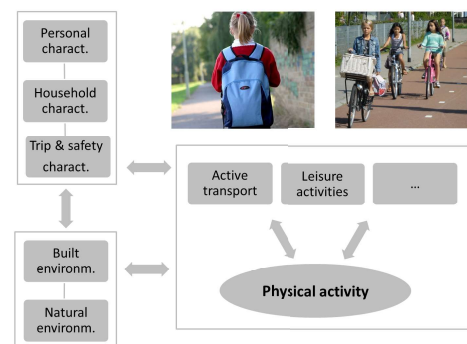 Personal
charact.
Household
charact.
Trip & safety
charact.
Built
environm.
Natural
environm.
Active
transport
Leisure
activities
...
Physical activity